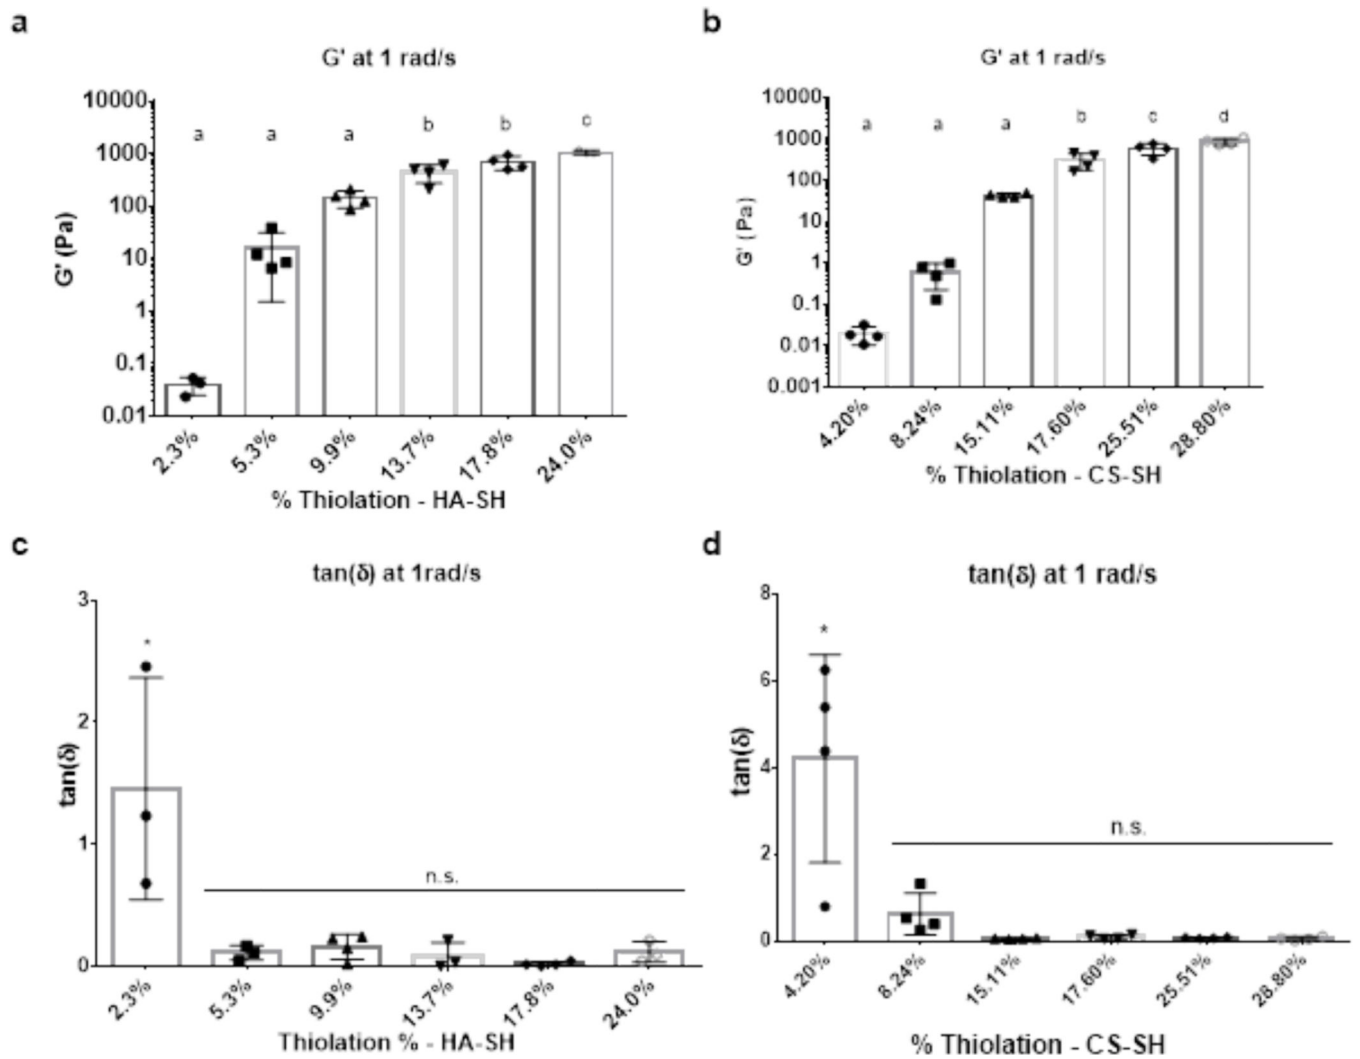 a
G' at 1 rad/s
G' (Pa)
10000
1000
100
10
1
0.1
0.01
a
a
a
b
b
c
2.3%
5.3%
9.9%
13.7%
17.8%
24.0%
% Thiolation - HA-SH
b
G' at 1 rad/s
G' (Pa)
10000
1000
100
10
1
0.1
0.01
0.001
a
a
a
b
c
d
4.20%
8.24%
15.11%
17.60%
25.51%
28.80%
% Thiolation - CS-SH
c
tan(δ) at 1rad/s
tan(δ)
3
2
1
0
*
n.s.
2.3%
5.3%
9.9%
13.7%
17.8%
24.0%
Thiolation % - HA-SH
d
tan(δ) at 1 rad/s
tan(δ)
8
6
4
2
0
*
n.s.
4.20%
8.24%
15.11%
17.60%
25.51%
28.80%
% Thiolation - CS-SH